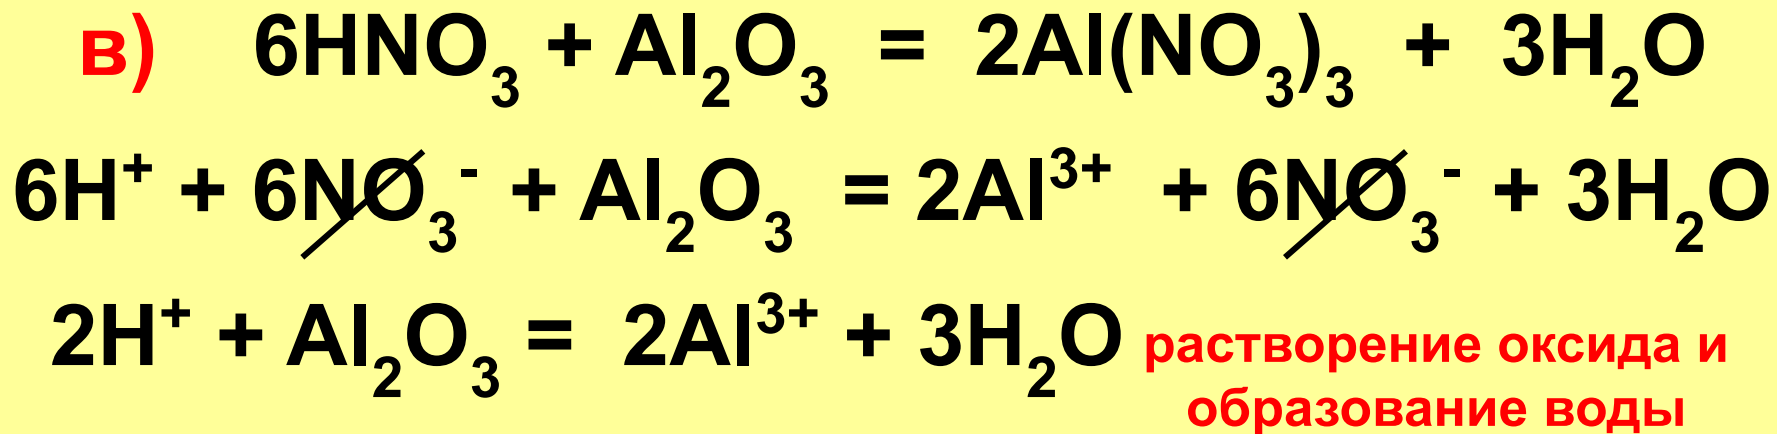 в) 6HNO₃ + Al₂O₃ = 2Al(NO₃)₃ + 3H₂O
6H⁺ + 6NO₃⁻ + Al₂O₃ = 2Al³⁺ + 6NO₃⁻ + 3H₂O
2H⁺ + Al₂O₃ = 2Al³⁺ + 3H₂O растворение оксида и
образование воды